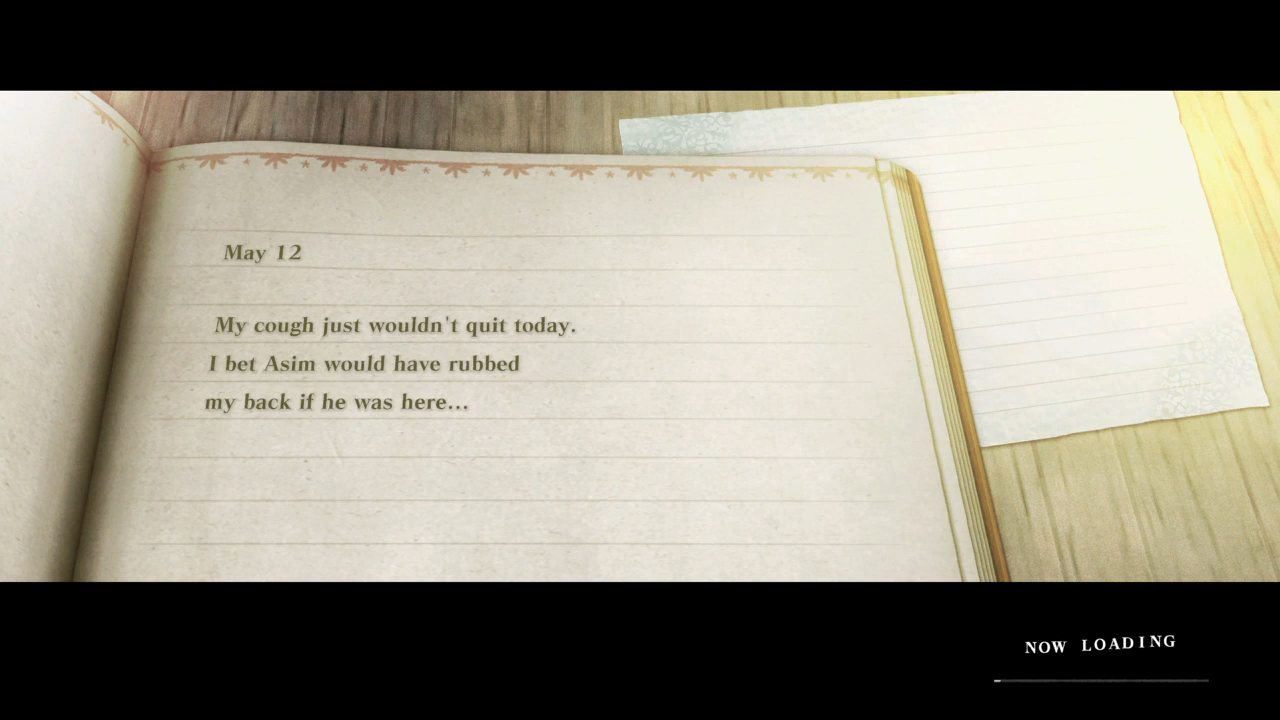 May 12
My cough just wouldn't quit today.
I bet Asim would have rubbed
my back if he was here...
NOW LOADING